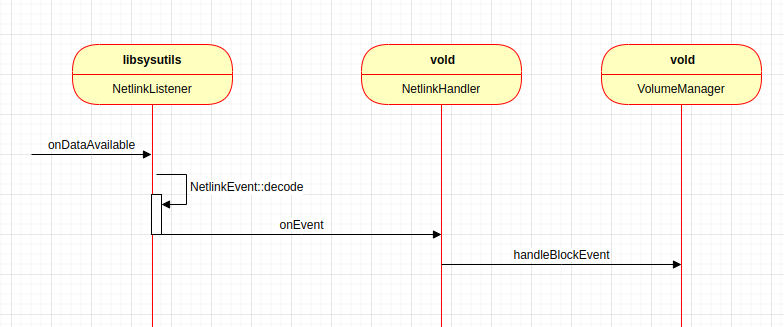 libsysutils
NetlinkListener
vold
NetlinkHandler
vold
VolumeManager
onDataAvailable
NetlinkEvent::decode
onEvent
handleBlockEvent